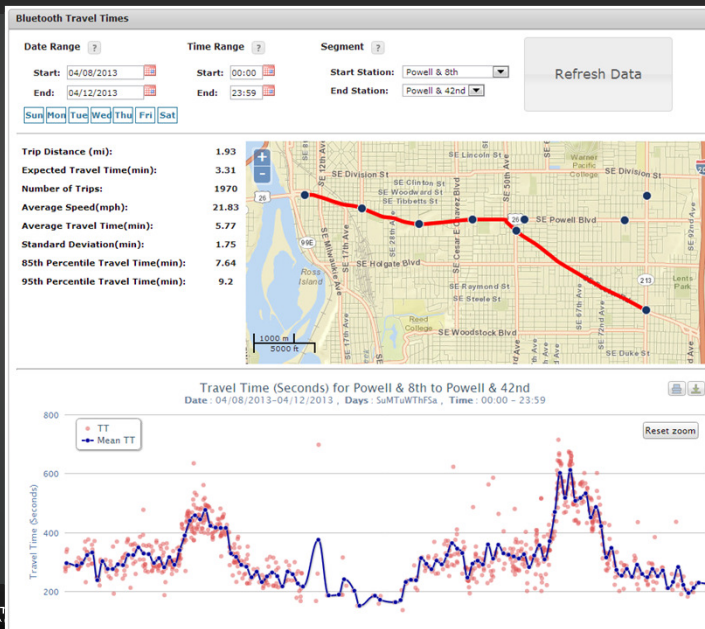 Bluetooth Travel Times
Date Range ?
Time Range ?
Segment ?
Start: 04/08/2013
Start: 00:00
Start Station: Powell & 8th
End: 04/12/2013
End: 23:59
End Station: Powell & 42nd
Refresh Data
Sun Mon Tue Wed Thu Fri Sat
Trip Distance (mi): 1.93
Expected Travel Time(min): 3.31
Number of Trips: 1970
Average Speed(mph): 21.83
Average Travel Time(min): 5.77
Standard Deviation(min): 1.75
85th Percentile Travel Time(min): 7.64
95th Percentile Travel Time(min): 9.2
+
-
SE 12th Ave
SE Lincoln St
SE 50th Ave
Warner
Pacific
College
SE Division St
SE Division St
SE Clinton St
SE Woodward St
SE Tibbetts St
26
26
SE Powell Blvd
SE 92nd Ave
99E
SE Milwaukie Ave
SE 17th Ave
SE 28th Ave
SE Cesar E Chavez Blvd
SE Holgate Blvd
Ross
Island
213
Lents
Park
SE Raymond St
SE Steele St
SE 67th Ave
SE 72nd Ave
Reed
College
SE 17th Ave
SE Woodstock Blvd
SE Duke St
1000 m
5000 ft
Travel Time (Seconds) for Powell & 8th to Powell & 42nd
Date : 04/08/2013-04/12/2013 , Days : SuMTuWThFSa , Time : 00:00 - 23:59
TT
Mean TT
Reset zoom
Travel Time (Seconds)
800
600
400
200